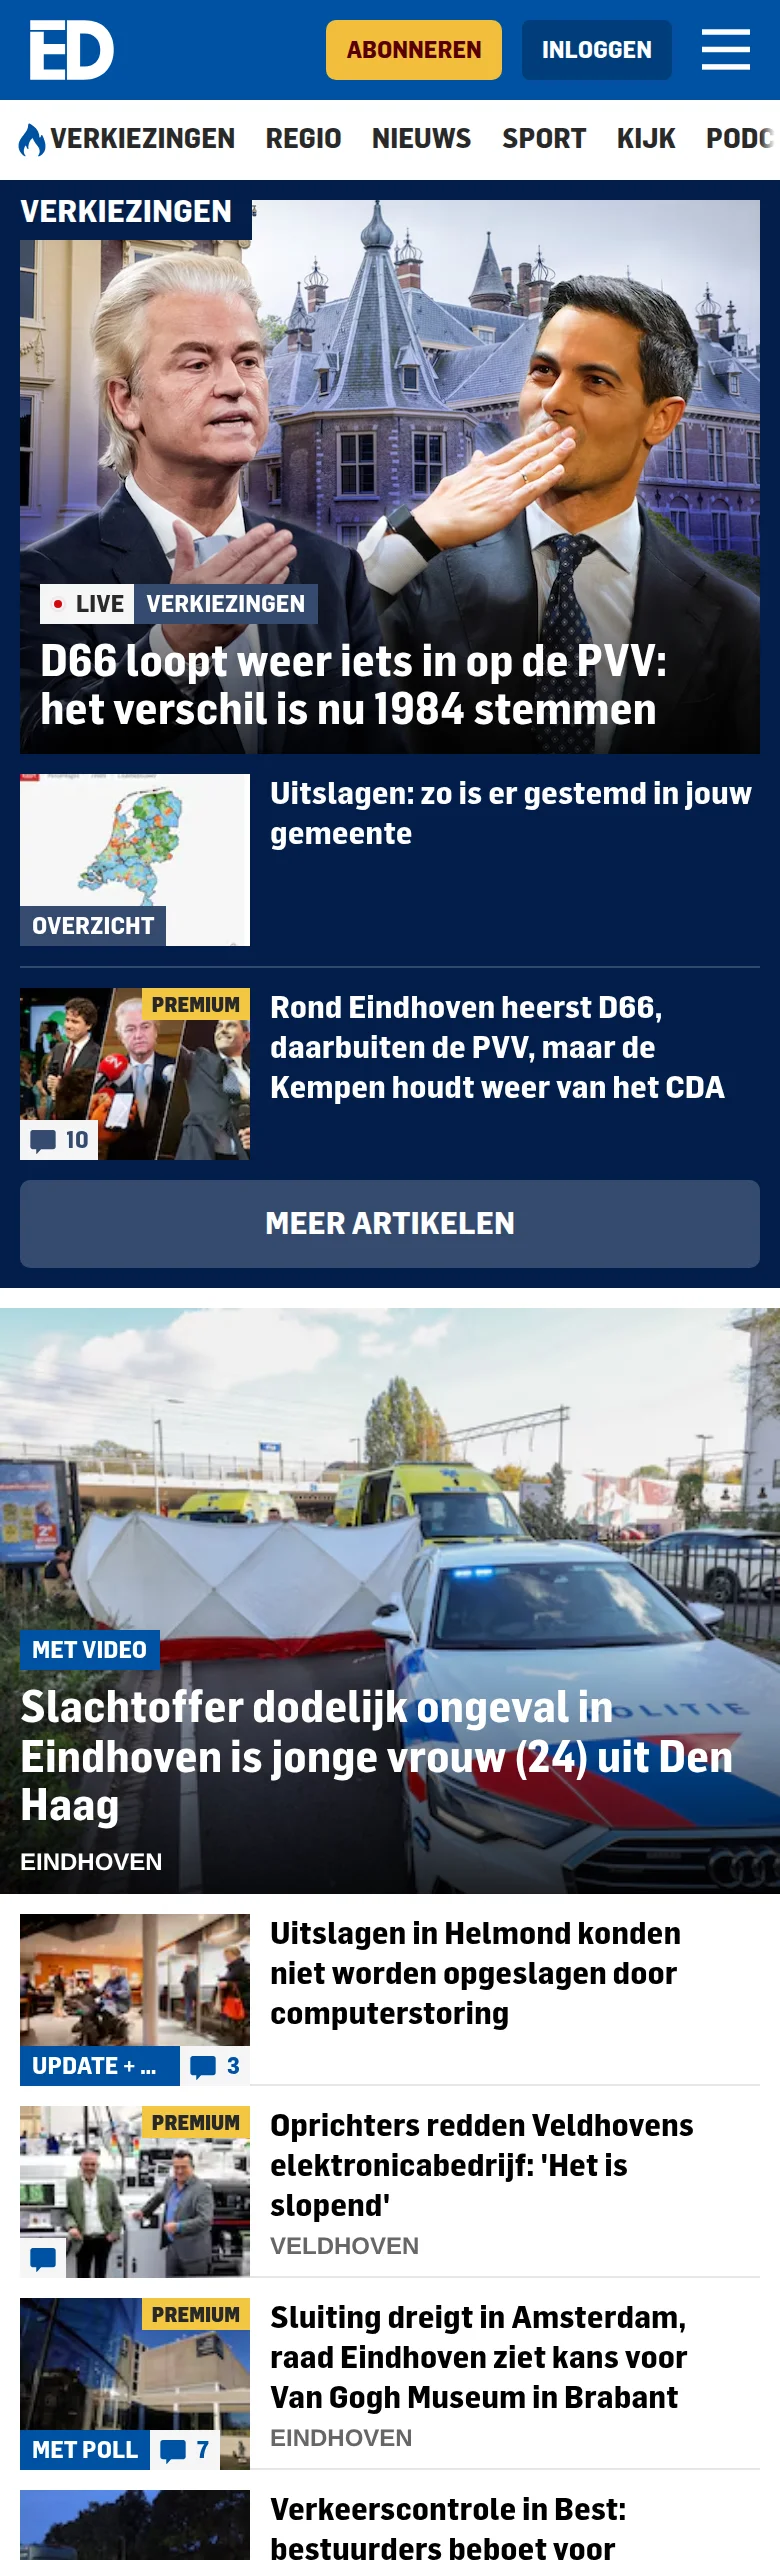 ED
ABONNEREN
INLOGGEN
VERKIEZINGEN
REGIO
NIEUWS
SPORT
KIJK
PODC
VERKIEZINGEN
LIVE
VERKIEZINGEN
D66 loopt weer iets in op de PVV:
het verschil is nu 1984 stemmen
Uitslagen: zo is er gestemd in jouw
gemeente
OVERZICHT
PREMIUM
Rond Eindhoven heerst D66,
daarbuiten de PVV, maar de
Kempen houdt weer van het CDA
10
MEER ARTIKELEN
POLITIE
MET VIDEO
Slachtoffer dodelijk ongeval in
Eindhoven is jonge vrouw (24) uit Den
Haag
EINDHOVEN
Uitslagen in Helmond konden
niet worden opgeslagen door
computerstoring
UPDATE + ...
3
PREMIUM
Oprichters redden Veldhovens
elektronicabedrijf: 'Het is
slopend'
VELDHOVEN
PREMIUM
Sluiting dreigt in Amsterdam,
raad Eindhoven ziet kans voor
Van Gogh Museum in Brabant
EINDHOVEN
MET POLL
7
Verkeerscontrole in Best:
bestuurders beboet voor